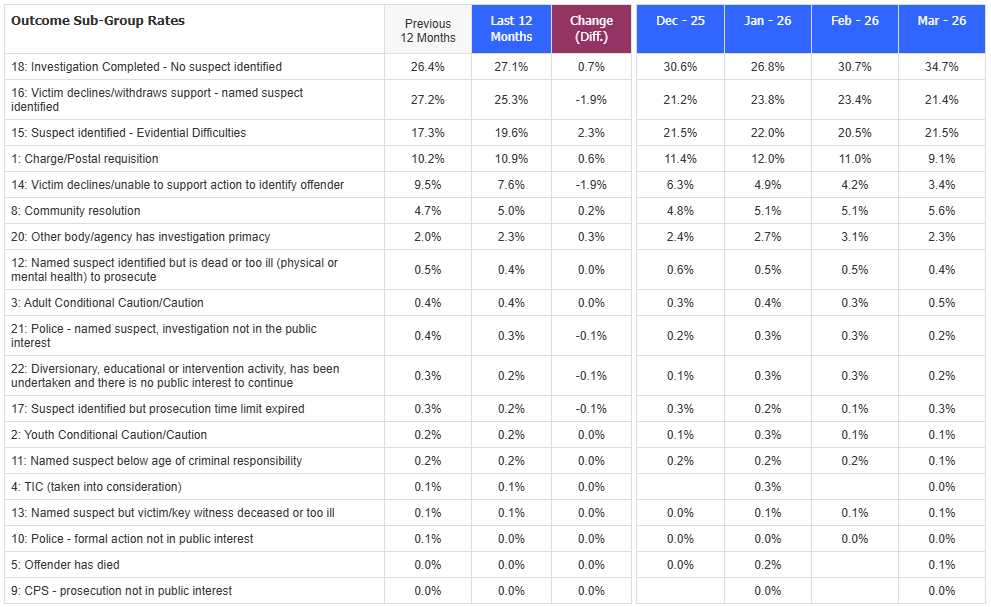 Outcome Sub-Group Rates Previous 12 Months Last 12 Months Change (Diff.) Dec - 25 Jan - 26 Feb - 26 Mar - 26
18: Investigation Completed - No suspect identified 26.4% 27.1% 0.7% 30.6% 26.8% 30.7% 34.7%
16: Victim declines/withdraws support - named suspect
identified 27.2% 25.3% -1.9% 21.2% 23.8% 23.4% 21.4%
15: Suspect identified - Evidential Difficulties 17.3% 19.6% 2.3% 21.5% 22.0% 20.5% 21.5%
1: Charge/Postal requisition 10.2% 10.9% 0.6% 11.4% 12.0% 11.0% 9.1%
14: Victim declines/unable to support action to identify offender 9.5% 7.6% -1.9% 6.3% 4.9% 4.2% 3.4%
8: Community resolution 4.7% 5.0% 0.2% 4.8% 5.1% 5.1% 5.6%
20: Other body/agency has investigation primacy 2.0% 2.3% 0.3% 2.4% 2.7% 3.1% 2.3%
12: Named suspect identified but is dead or too ill (physical or
mental health) to prosecute 0.5% 0.4% 0.0% 0.6% 0.5% 0.5% 0.4%
3: Adult Conditional Caution/Caution 0.4% 0.4% 0.0% 0.3% 0.4% 0.3% 0.5%
21: Police - named suspect, investigation not in the public
interest 0.4% 0.3% -0.1% 0.2% 0.3% 0.3% 0.2%
22: Diversionary, educational or intervention activity, has been
undertaken and there is no public interest to continue 0.3% 0.2% -0.1% 0.1% 0.3% 0.3% 0.2%
17: Suspect identified but prosecution time limit expired 0.3% 0.2% -0.1% 0.3% 0.2% 0.1% 0.3%
2: Youth Conditional Caution/Caution 0.2% 0.2% 0.0% 0.1% 0.3% 0.1% 0.1%
11: Named suspect below age of criminal responsibility 0.2% 0.2% 0.0% 0.2% 0.2% 0.2% 0.1%
4: TIC (taken into consideration) 0.1% 0.1% 0.0% 0.3% 0.0%
13: Named suspect but victim/key witness deceased or too ill 0.1% 0.1% 0.0% 0.0% 0.1% 0.1% 0.1%
10: Police - formal action not in public interest 0.1% 0.0% 0.0% 0.0% 0.0% 0.0% 0.0%
5: Offender has died 0.0% 0.0% 0.0% 0.0% 0.2% 0.1%
9: CPS - prosecution not in public interest 0.0% 0.0% 0.0% 0.0% 0.0%